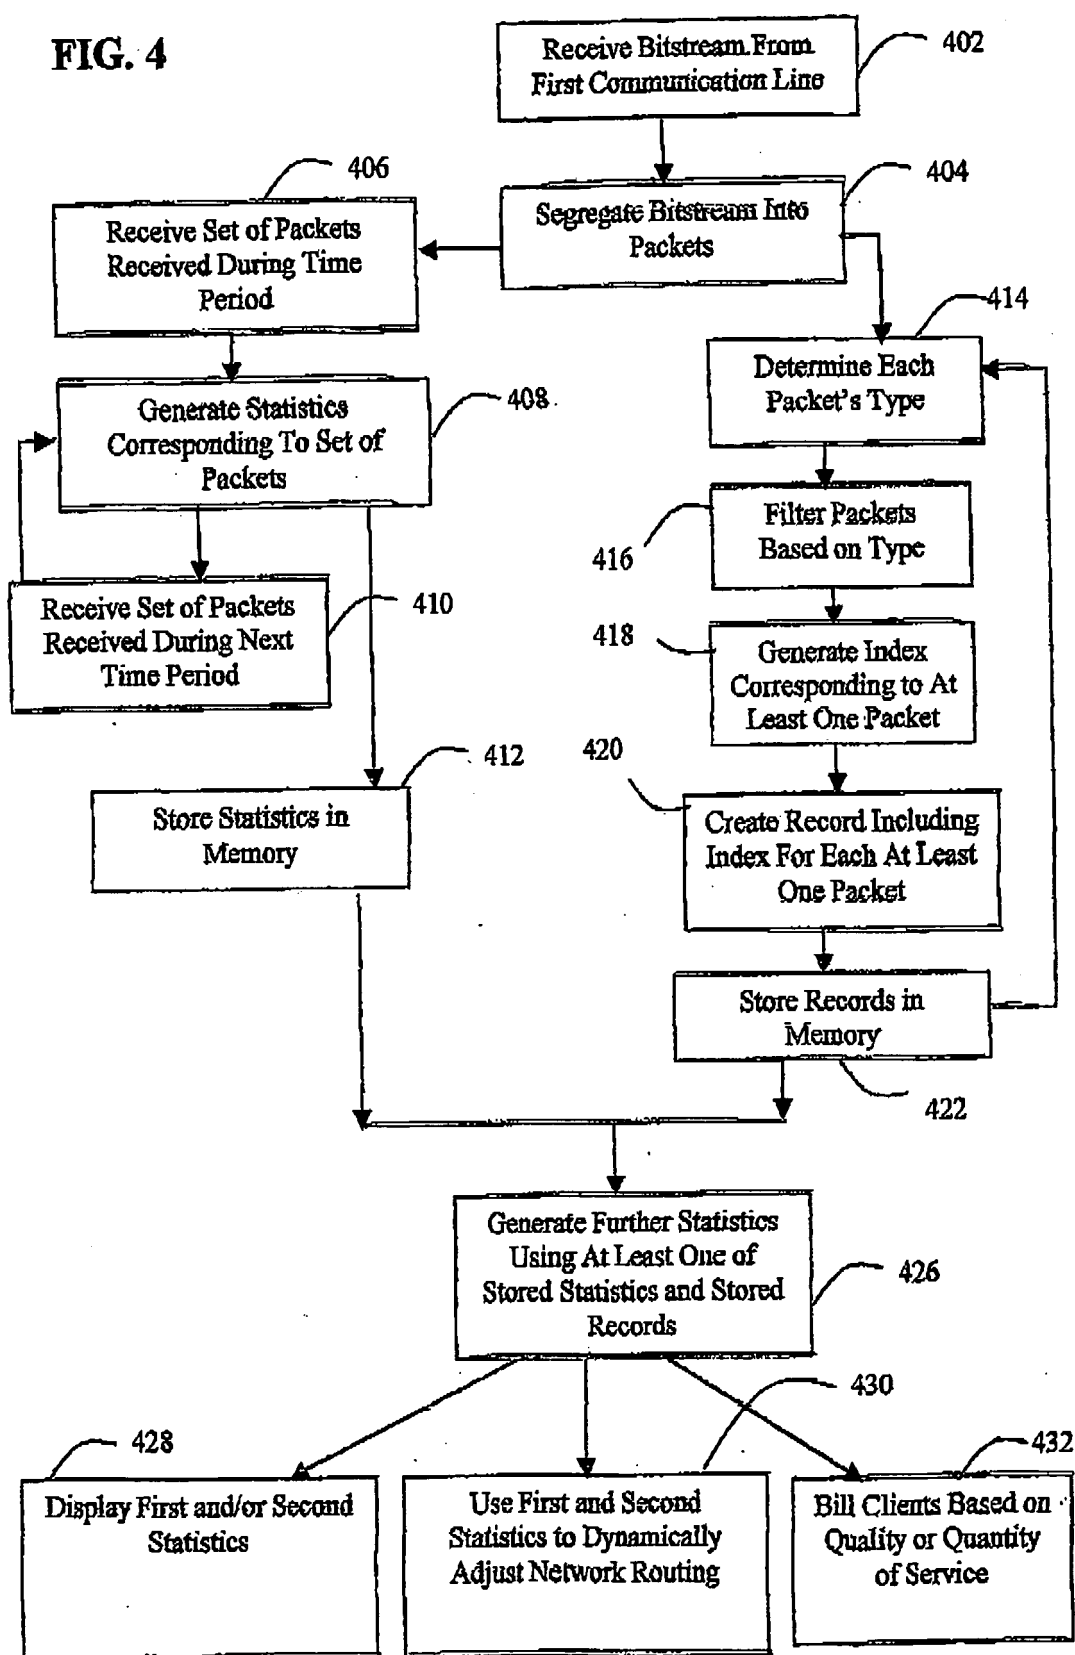 FIG. 4
Receive Bitstream From
First Communication Line
402
Segregate Bitstream Into
Packets
404
406
Receive Set of Packets
Received During Time
Period
Generate Statistics
Corresponding To Set of
Packets
408
Receive Set of Packets
Received During Next
Time Period
410
412
Store Statistics in
Memory
414
Determine Each
Packet's Type
Filter Packets
Based on Type
416
418
Generate Index
Corresponding to At
Least One Packet
420
Create Record Including
Index For Each At Least
One Packet
Store Records in
Memory
422
Generate Further Statistics
Using At Least One of
Stored Statistics and Stored
Records
426
428
Display First and/or Second
Statistics
430
Use First and Second
Statistics to Dynamically
Adjust Network Routing
432
Bill Clients Based on
Quality or Quantity
of Service